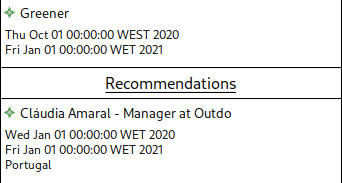 Greener
Thu Oct 01 00:00:00 WEST 2020
Fri Jan 01 00:00:00 WET 2021
Recommendations
Cláudia Amaral - Manager at Outdo
Wed Jan 01 00:00:00 WET 2020
Fri Jan 01 00:00:00 WET 2021
Portugal